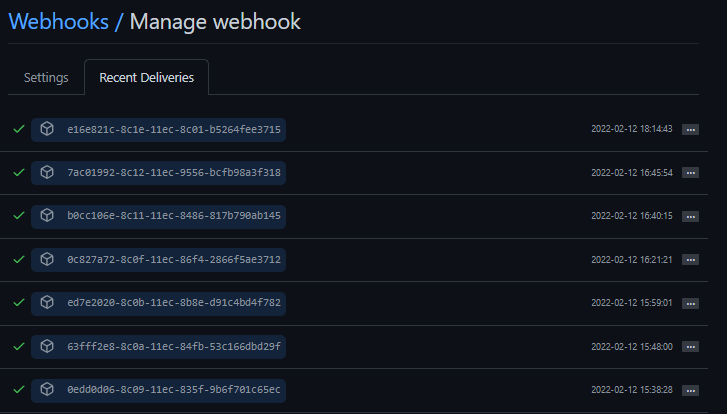 Webhooks / Manage webhook
Settings Recent Deliveries
e16e821c-8c1e-11ec-8c01-b5264fee3715 2022-02-12 18:14:43
7ac01992-8c12-11ec-9556-bcfb98a3f318 2022-02-12 16:45:54
b0cc106e-8c11-11ec-8486-817b790ab145 2022-02-12 16:40:15
0c827a72-8c0f-11ec-86f4-2866f5ae3712 2022-02-12 16:21:21
ed7e2020-8c0b-11ec-8b8e-d91c4bd4f782 2022-02-12 15:59:01
63fff2e8-8c0a-11ec-84fb-53c166dbd29f 2022-02-12 15:48:00
0edd0d06-8c09-11ec-835f-9b6f701c65ec 2022-02-12 15:38:28